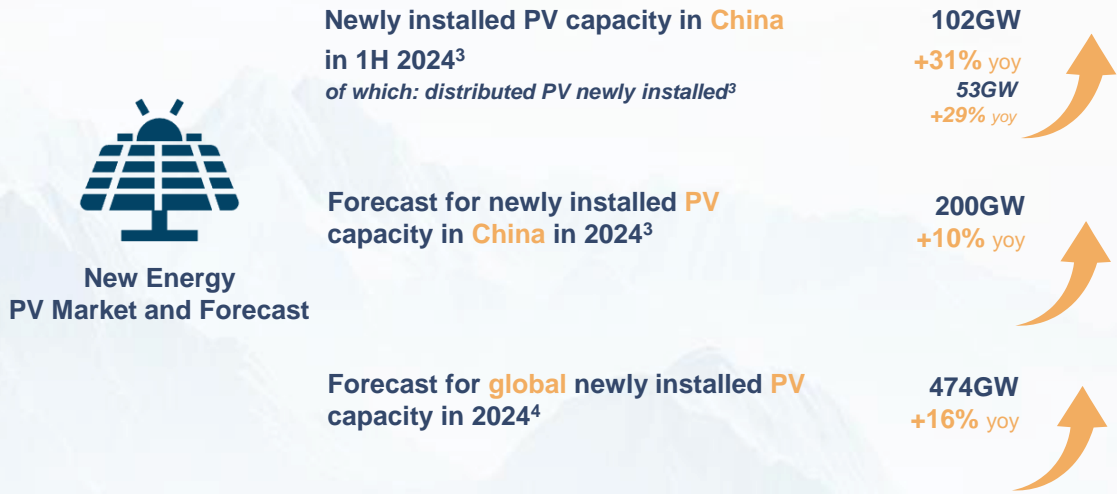 Newly installed PV capacity in China
in 1H 2024³
of which: distributed PV newly installed³
102GW
+31% yoy
53GW
+29% yoy
Forecast for newly installed PV
capacity in China in 2024³
200GW
+10% yoy
New Energy
PV Market and Forecast
Forecast for global newly installed PV
capacity in 2024⁴
474GW
+16% yoy